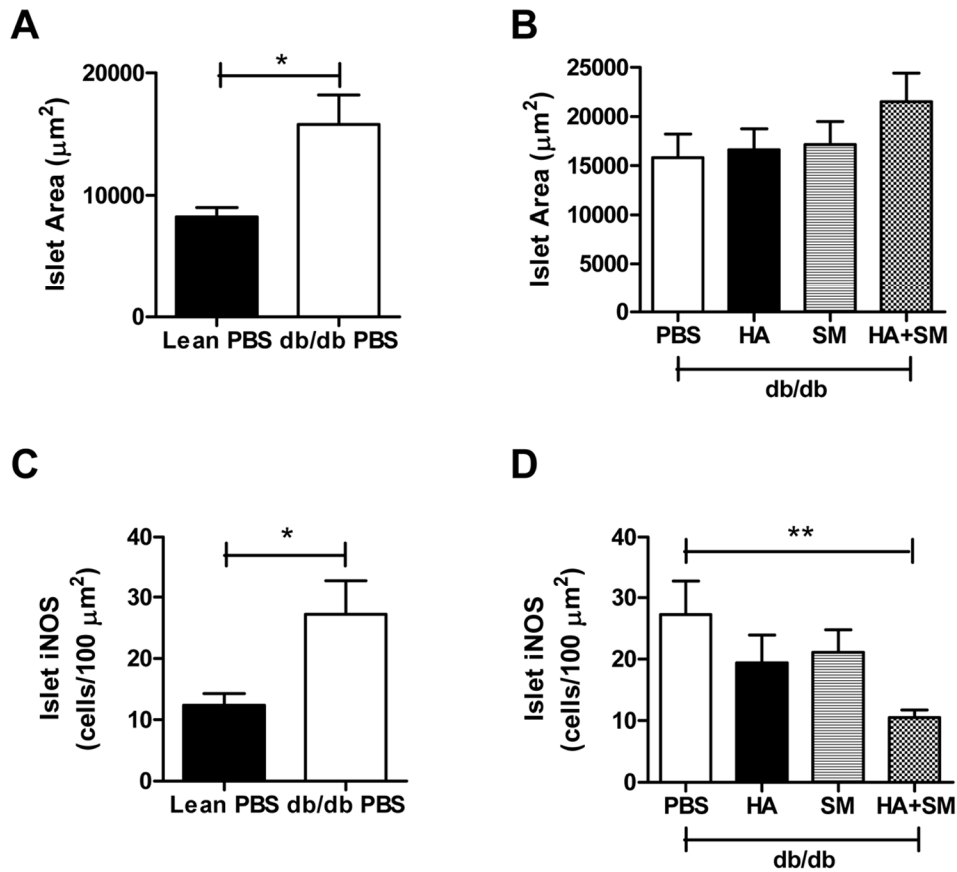 A
Islet Area (μm²)
20000
10000
0
*
Lean PBS db/db PBS
B
Islet Area (μm²)
25000
20000
15000
10000
5000
0
PBS HA SM HA+SM
db/db
C
Islet iNOS
(cells/100 μm²)
40
30
20
10
0
*
Lean PBS db/db PBS
D
Islet iNOS
(cells/100 μm²)
40
30
20
10
0
**
PBS HA SM HA+SM
db/db